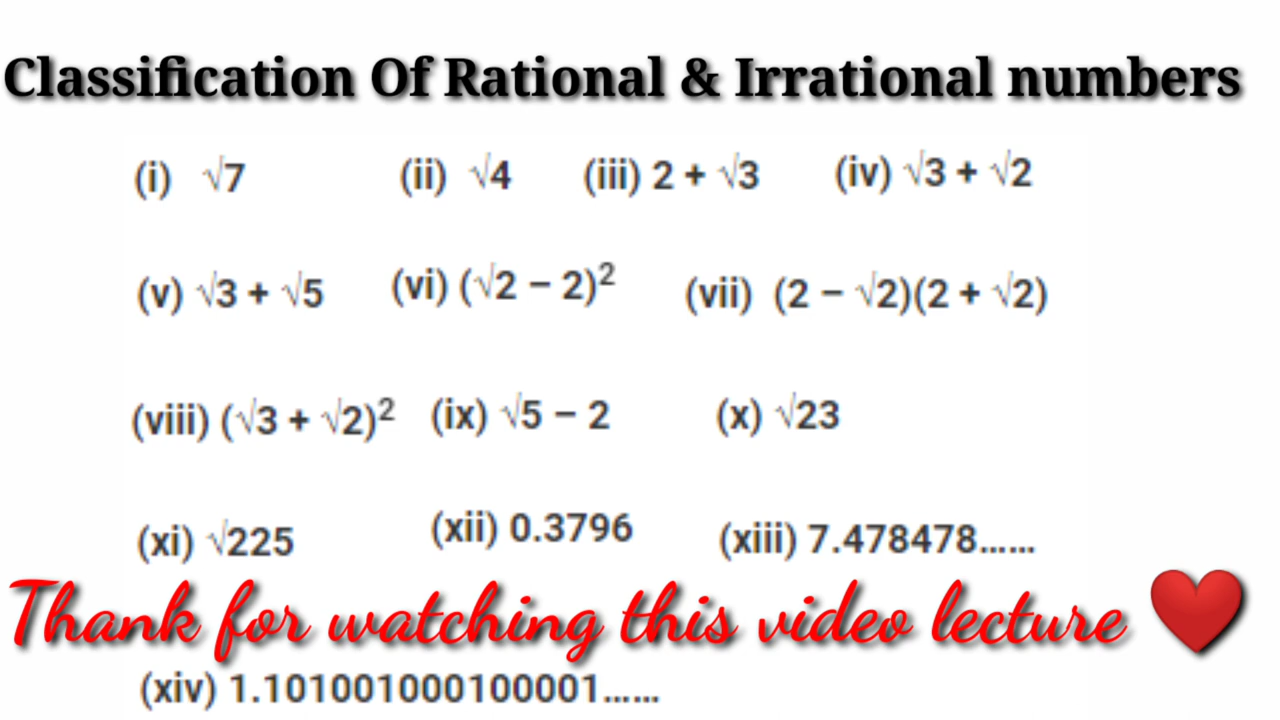 Classification Of Rational & Irrational numbers
(i) √7 (ii) √4 (iii) 2 + √3 (iv) √3 + √2
(v) √3 + √5 (vi) (√2 – 2)² (vii) (2 – √2)(2 + √2)
(viii) (√3 + √2)² (ix) √5 – 2 (x) √23
(xi) √225 (xii) 0.3796 (xiii) 7.478478......
Thank for watching this video lecture
(xiv) 1.101001000100001......